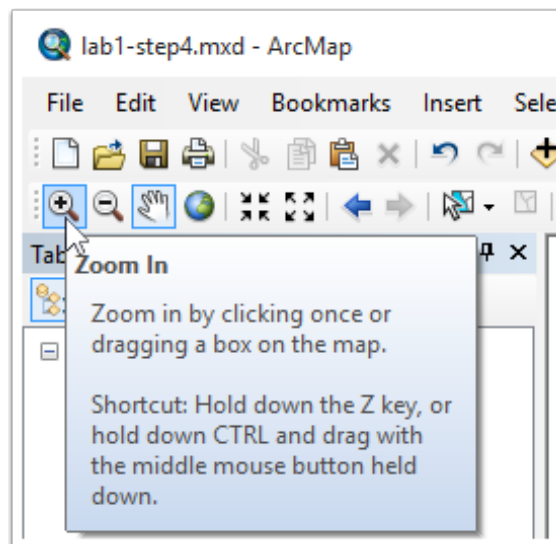 lab1-step4.mxd - ArcMap
File Edit View Bookmarks Insert Sele
Tab
Zoom In
Zoom in by clicking once or
dragging a box on the map.
Shortcut: Hold down the Z key, or
hold down CTRL and drag with
the middle mouse button held
down.